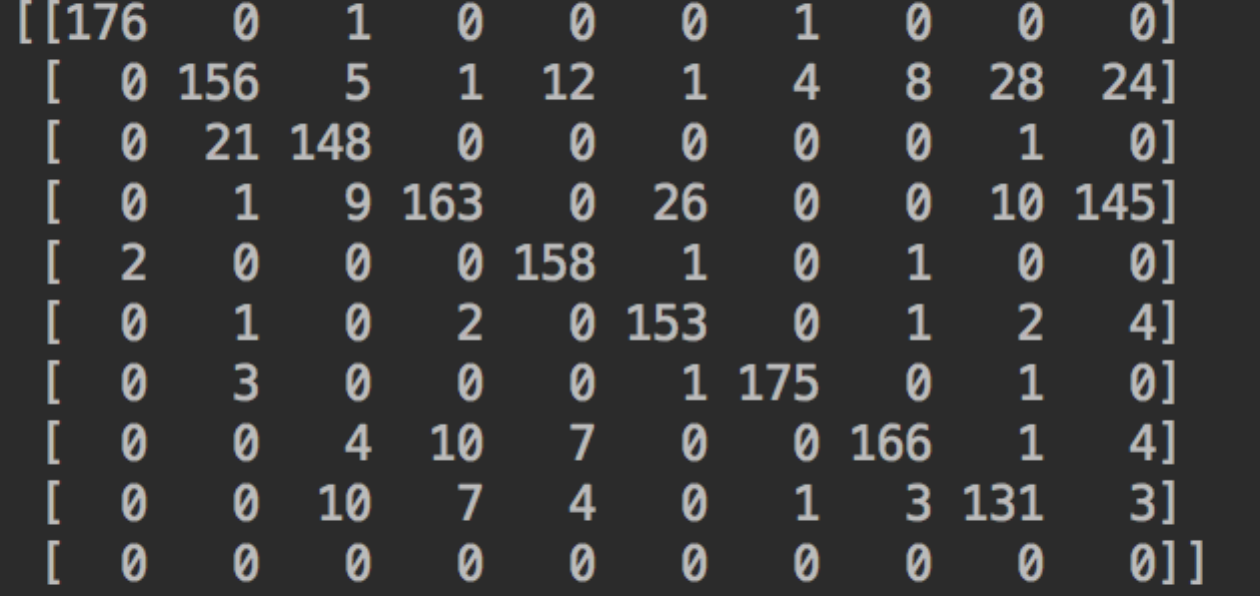 [[176 0 1 0 0 0 1 0 0 0]
[ 0 156 5 1 12 1 4 8 28 24]
[ 0 21 148 0 0 0 0 0 1 0]
[ 0 1 9 163 0 26 0 0 10 145]
[ 2 0 0 0 158 1 0 1 0 0]
[ 0 1 0 2 0 153 0 1 2 4]
[ 0 3 0 0 0 1 175 0 1 0]
[ 0 0 4 10 7 0 0 166 1 4]
[ 0 0 10 7 4 0 1 3 131 3]
[ 0 0 0 0 0 0 0 0 0 0]]